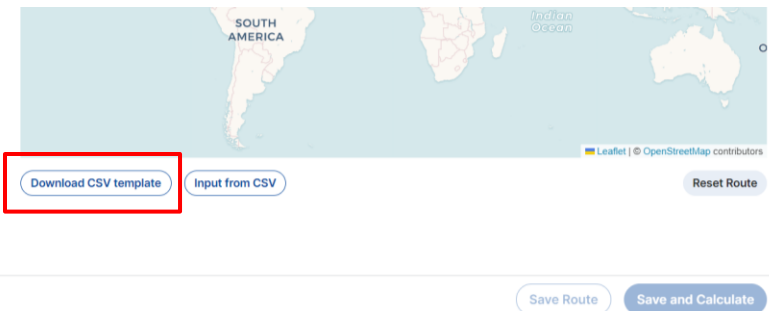 SOUTH
AMERICA
Indian
Ocean
O
Leaflet | © OpenStreetMap contributors
Download CSV template
Input from CSV
Reset Route
Save Route
Save and Calculate